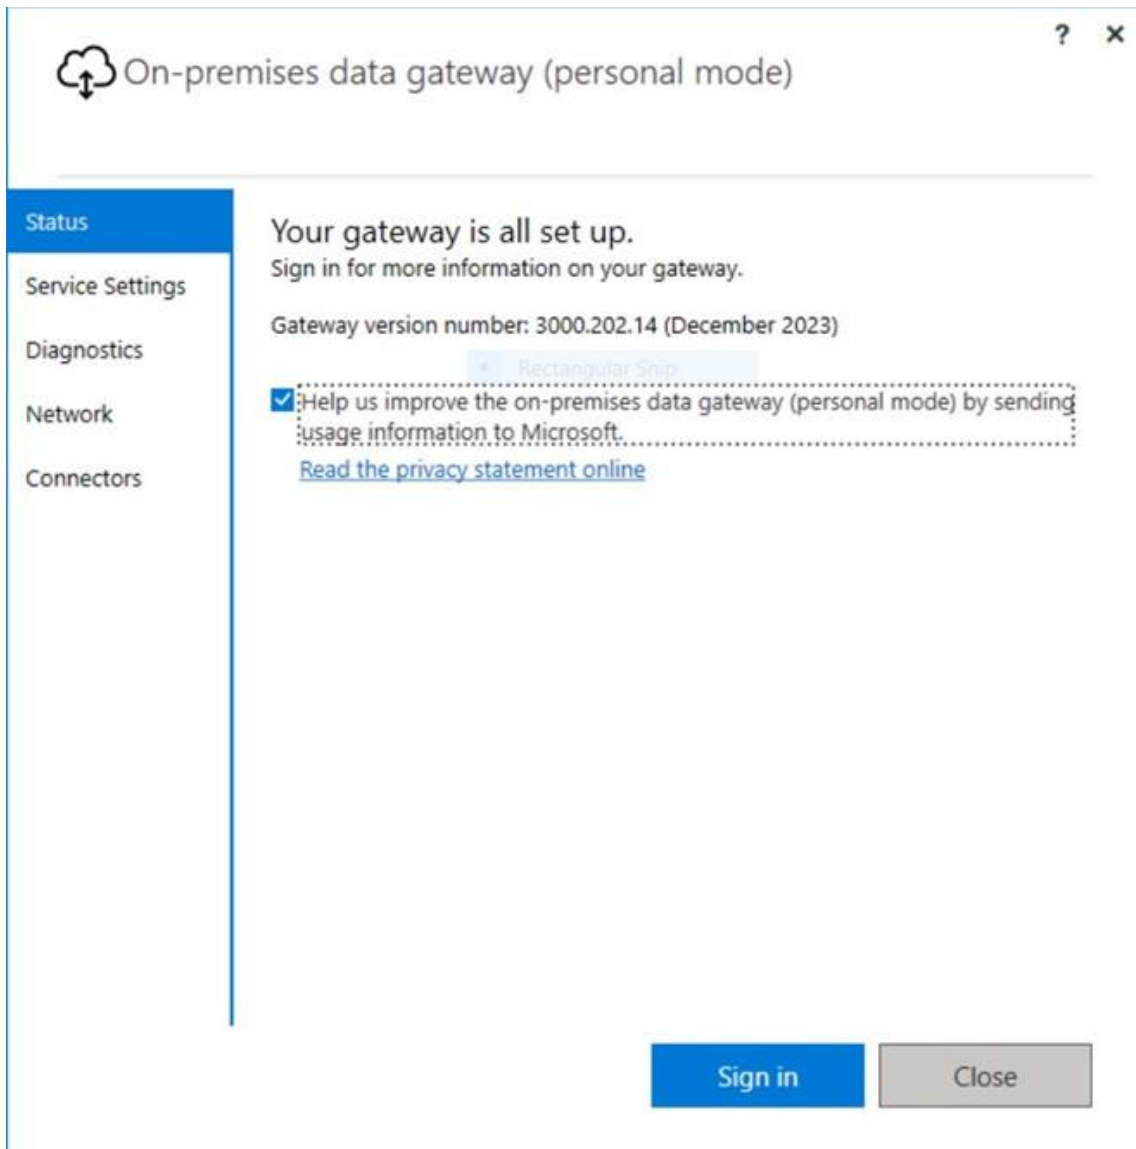 ? ×
On-premises data gateway (personal mode)
Status
Service Settings
Diagnostics
Network
Connectors
Your gateway is all set up.
Sign in for more information on your gateway.
Gateway version number: 3000.202.14 (December 2023)
Rectangular Snip
Help us improve the on-premises data gateway (personal mode) by sending
usage information to Microsoft.
Read the privacy statement online
Sign in
Close